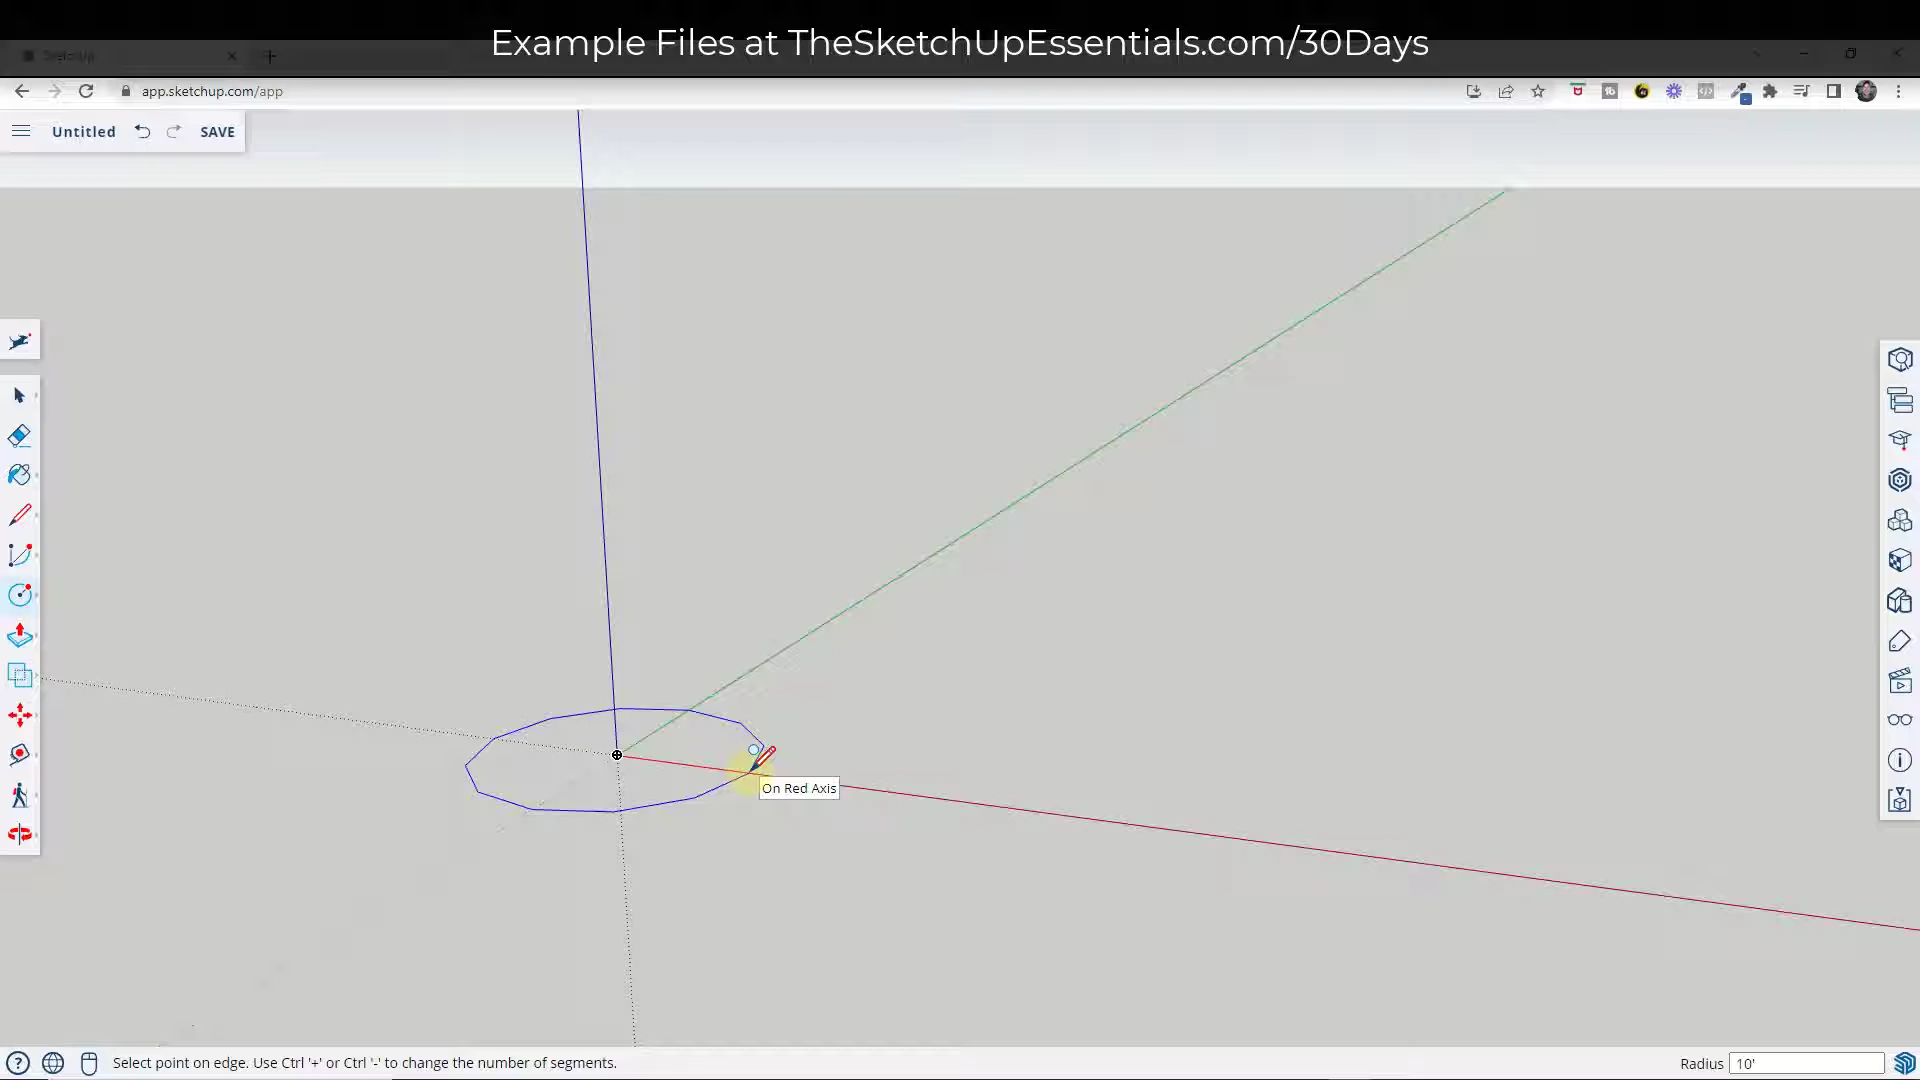 Example Files at TheSketchUpEssentials.com/30Days
SketchUp
app.sketchup.com/app
Untitled
SAVE
On Red Axis
Select point on edge. Use Ctrl '+' or Ctrl '-' to change the number of segments.
Radius
10'